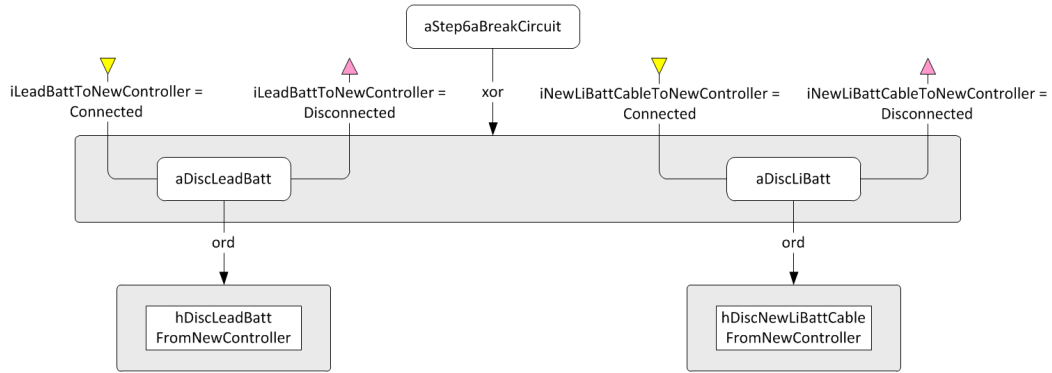 aStep6aBreakCircuit
iLeadBattToNewController =
Connected
iLeadBattToNewController =
Disconnected
xor
iNewLiBattCableToNewController =
Connected
iNewLiBattCableToNewController =
Disconnected
aDiscLeadBatt
aDiscLiBatt
ord
ord
hDiscLeadBatt
FromNewController
hDiscNewLiBattCable
FromNewController